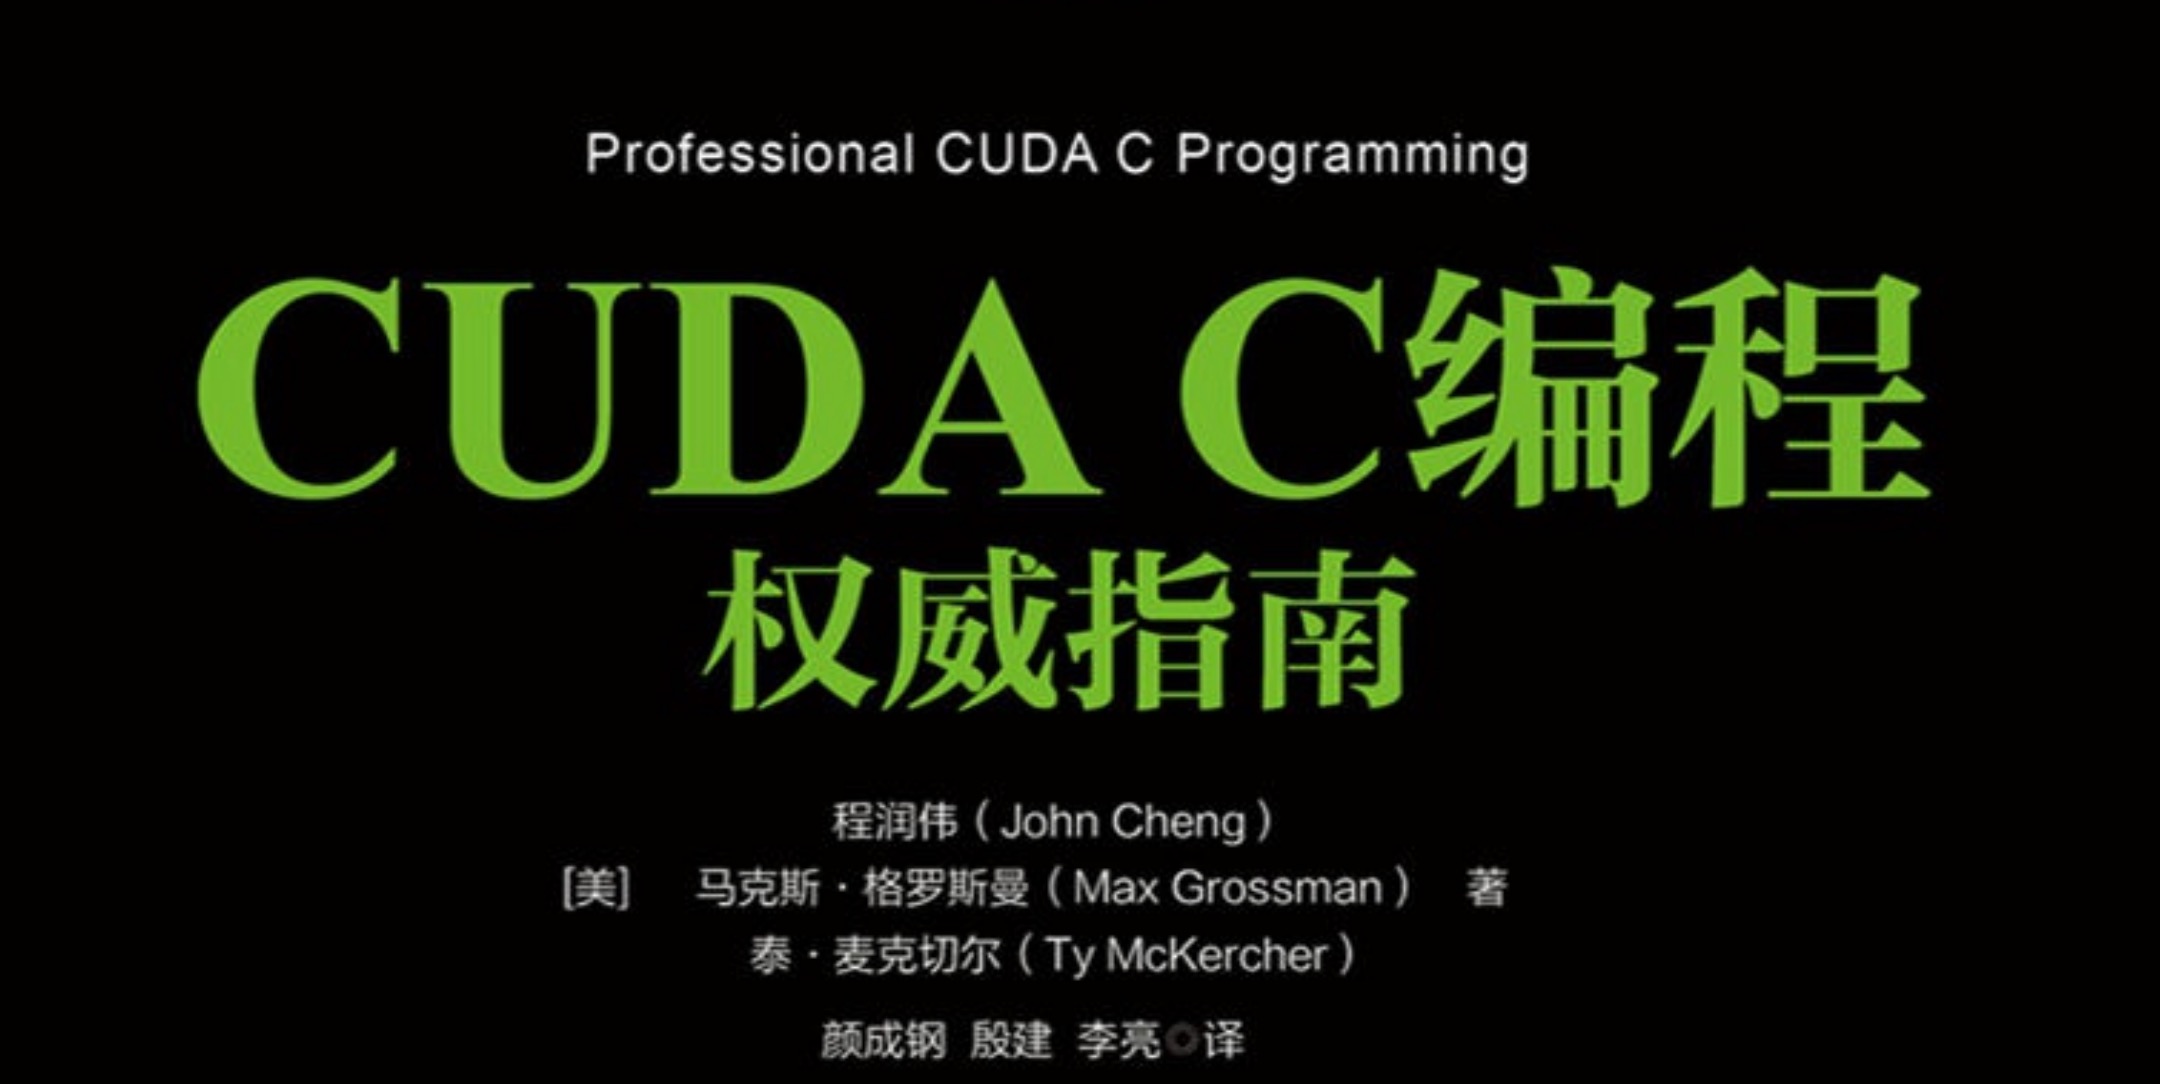 Professional CUDA C Programming
CUDA C编程
权威指南
程润伟（John Cheng）
[美] 马克斯·格罗斯曼（Max Grossman） 著
泰·麦克切尔（Ty McKercher）
颜成钢 殷建 李亮 译